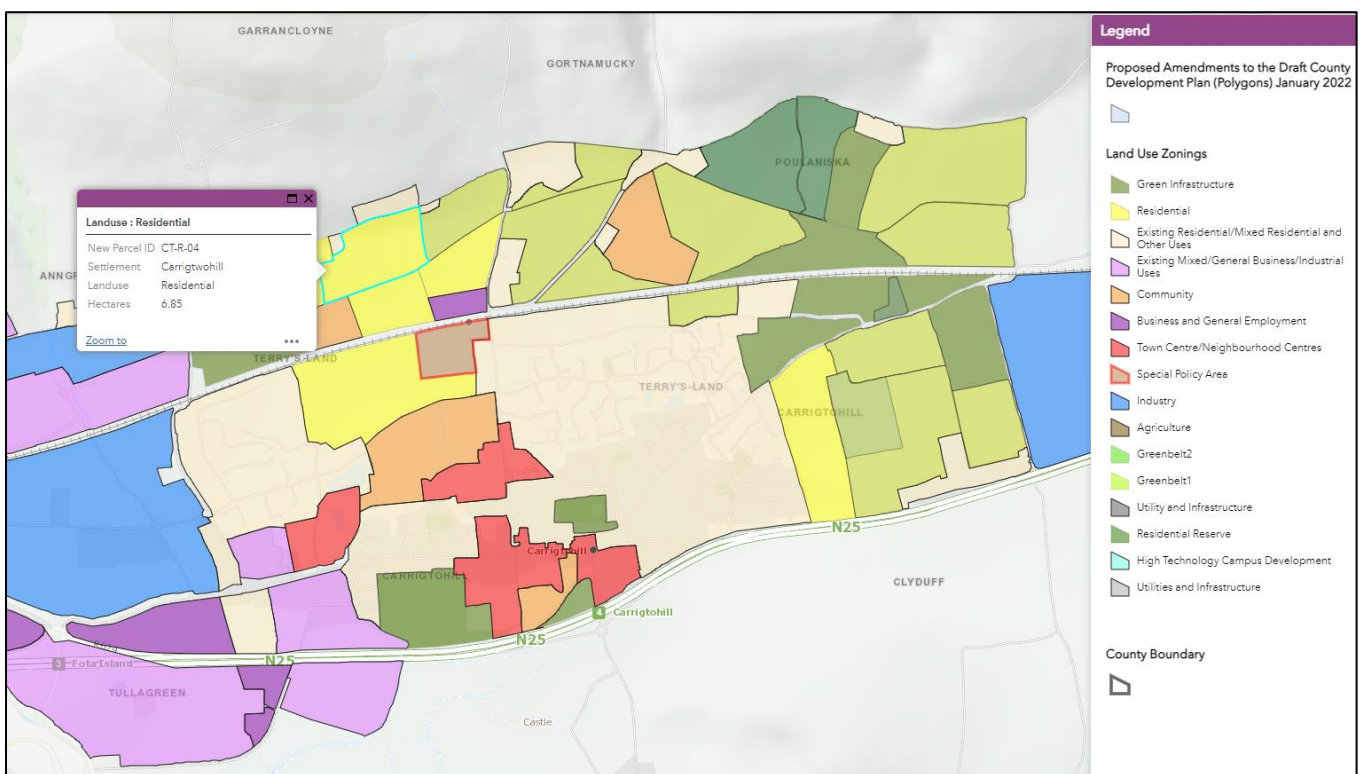 GARRANCLOYNE
GORTNAMUCKY
POULANISKA
Landuse : Residential
New Parcel ID CT-R-04
Settlement Carrigtwohill
Landuse Residential
Hectares 6.85
Zoom to
TERRY'S-LAND
TERRY'S-LAND
CARRIGTOHILL
N25
Carrigtohill
CARRIGTOHILL
CLYDUFF
4 Carrigtohill
N25
N25
3 Fota Island
TULLAGREEN
Castle
Legend
Proposed Amendments to the Draft County
Development Plan (Polygons) January 2022
Land Use Zonings
Green Infrastructure
Residential
Existing Residential/Mixed Residential and
Other Uses
Existing Mixed/General Business/Industrial
Uses
Community
Business and General Employment
Town Centre/Neighbourhood Centres
Special Policy Area
Industry
Agriculture
Greenbelt2
Greenbelt1
Utility and Infrastructure
Residential Reserve
High Technology Campus Development
Utilities and Infrastructure
County Boundary